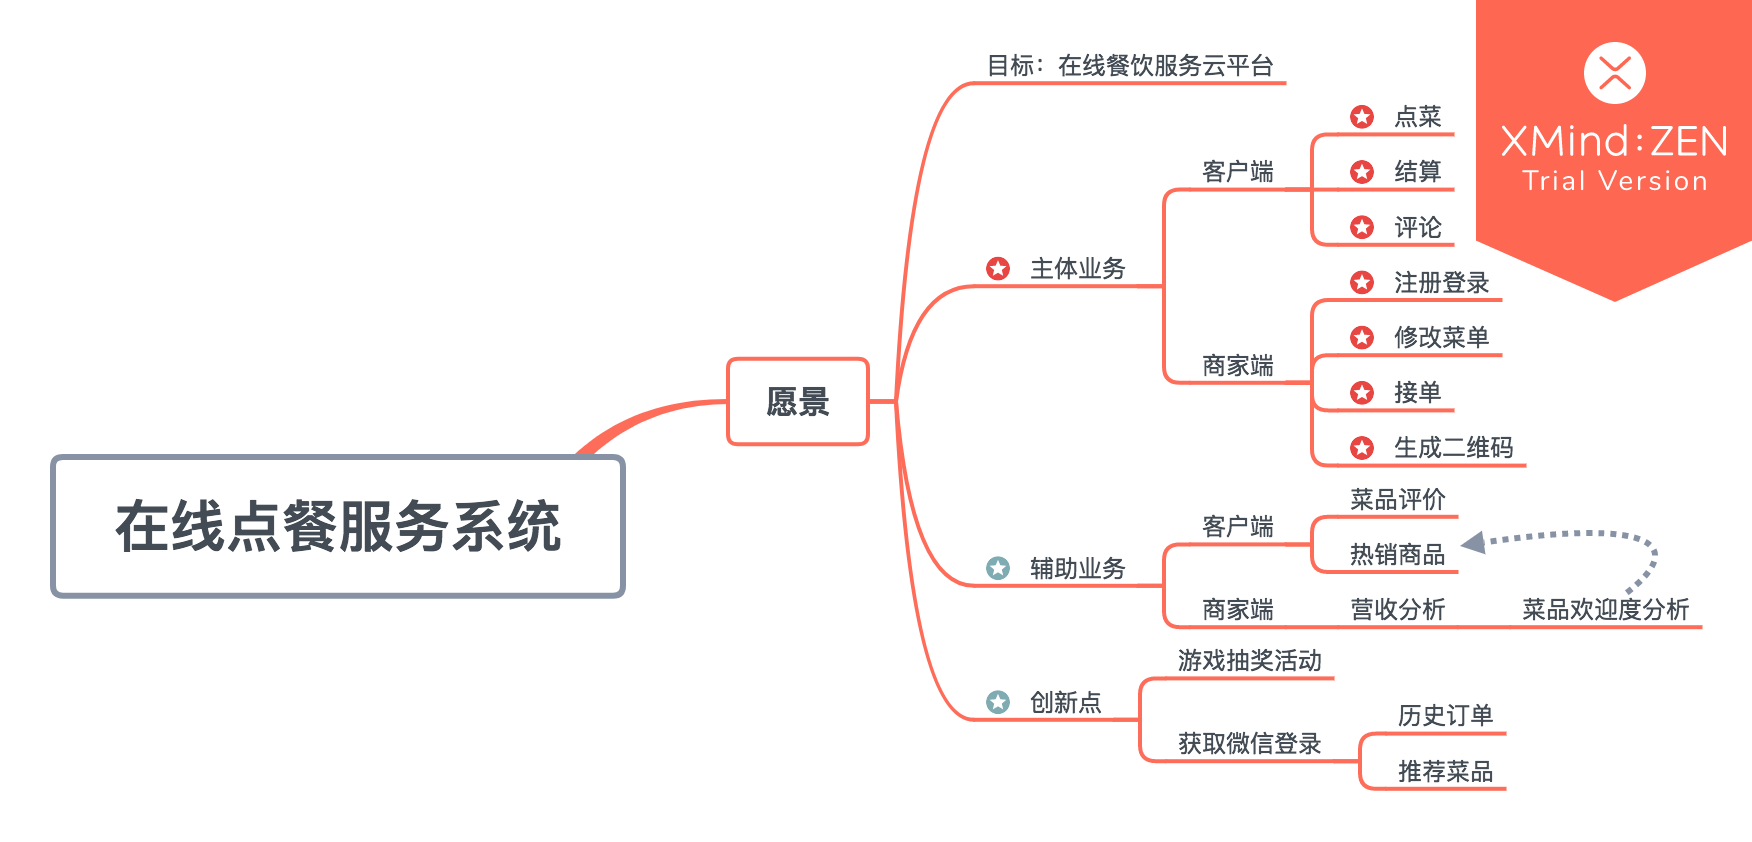 目标：在线餐饮服务云平台
XMind:ZEN
Trial Version
点菜
客户端
结算
评论
主体业务
注册登录
修改菜单
商家端
接单
生成二维码
愿景
在线点餐服务系统
菜品评价
客户端
热销商品
辅助业务
商家端
营收分析
菜品欢迎度分析
游戏抽奖活动
创新点
历史订单
获取微信登录
推荐菜品